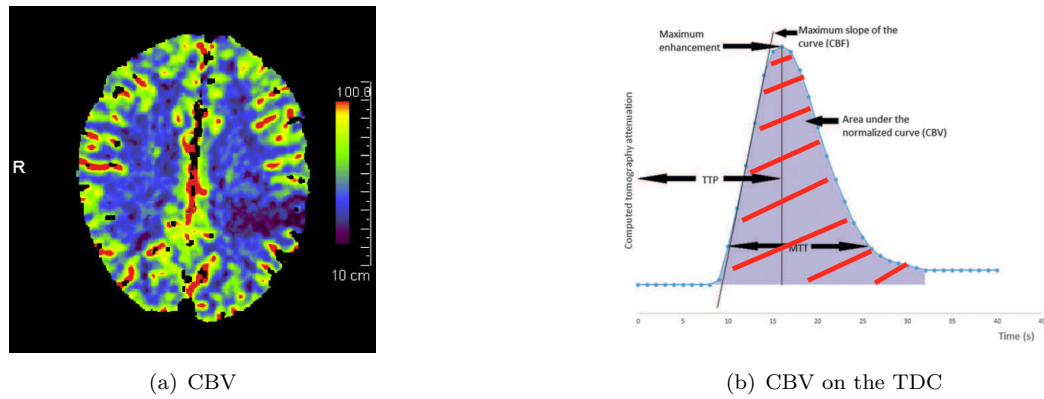 R
100.0
10 cm
(a) CBV
Maximum
enhancement
Maximum slope of the
curve (CBF)
Area under the
normalized curve (CBV)
TTP
MTT
Computed tomography attenuation
0 5 10 15 20 25 30 35 40 45
Time (s)
(b) CBV on the TDC